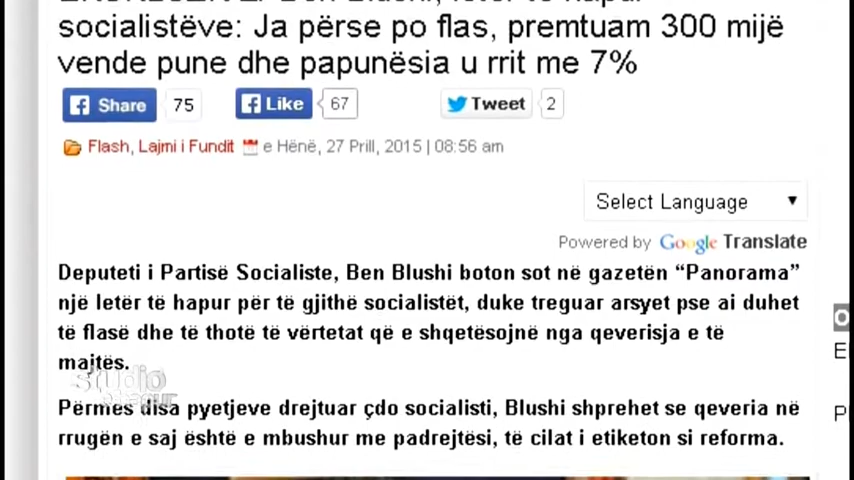 socialistëve: Ja përse po flas, premtuam 300 mijë
vende pune dhe papunësia u rrit me 7%
Share 75 Like 67 Tweet 2
Flash, Lajmi i Fundit e Hënë, 27 Prill, 2015 | 08:56 am
Select Language
Powered by Google Translate
Deputeti i Partisë Socialiste, Ben Blushi boton sot në gazetën “Panorama”
një letër të hapur për të gjithë socialistët, duke treguar arsyet pse ai duhet
të flasë dhe të thotë të vërtetat që e shqetësojnë nga qeverisja e të
majtës.
studio
e hapur
Përmes disa pyetjeve drejtuar çdo socialisti, Blushi shprehet se qeveria në
rrugën e saj është e mbushur me padrejtësi, të cilat i etiketon si reforma.